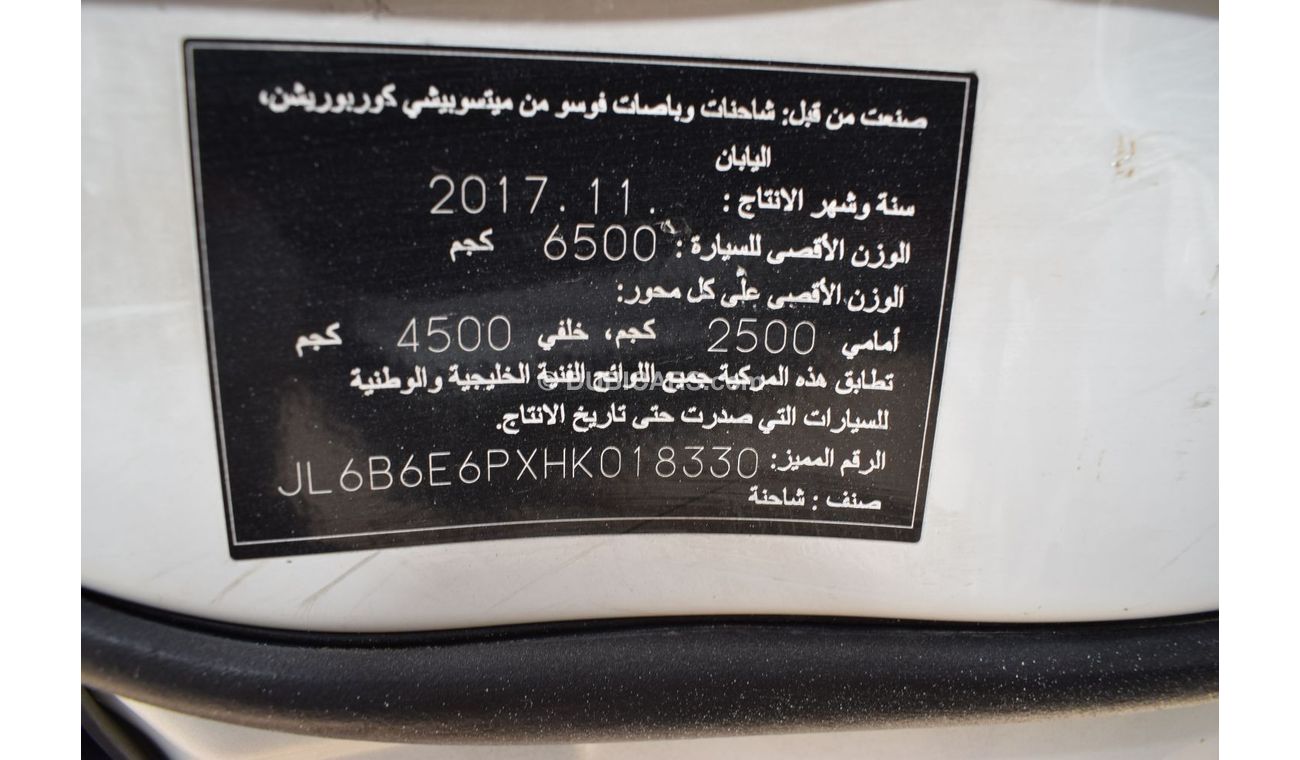 صنعت من قبل: شاحنات وباصات فوسو من ميتسوبيشي كوربوريشن،
اليابان
سنة وشهر الانتاج : 2017.11.
الوزن الأقصى للسيارة : 6500 كجم
الوزن الأقصى على كل محور:
أمامي 2500 كجم، خلفي 4500 كجم
تطابق هذه المركبة جميع اللوائح الفنية الخليجية والوطنية
© DUBICARS.com
للسيارات التي صدرت حتى تاريخ الانتاج.
الرقم المميز: JL6B6E6PXHK018330
صنف : شاحنة